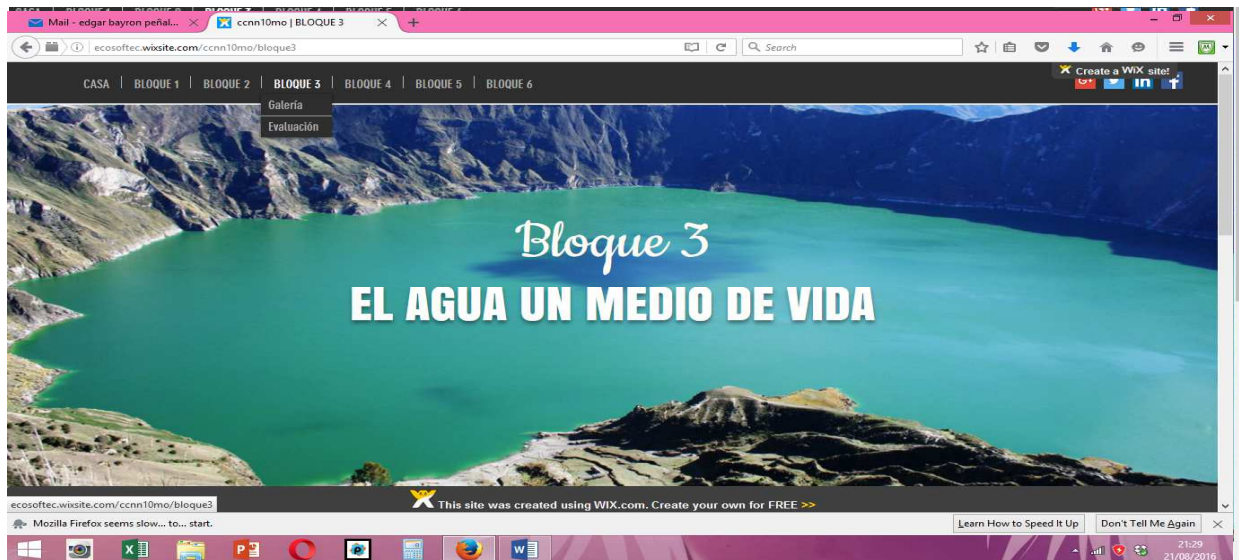 Mail - edgar bayron peñal...
ccnn10mo | BLOQUE 3
ecosoftec.wixsite.com/ccnn10mo/bloque3
Search
Create a WiX site!
CASA | BLOQUE 1 | BLOQUE 2 | BLOQUE 3 | BLOQUE 4 | BLOQUE 5 | BLOQUE 6
Galería
Evaluación
Bloque 3
EL AGUA UN MEDIO DE VIDA
ecosoftec.wixsite.com/ccnn10mo/bloque3
This site was created using WIX.com. Create your own for FREE >>
Mozilla Firefox seems slow... to... start.
Learn How to Speed It Up
Don't Tell Me Again
21:29
21/08/2016